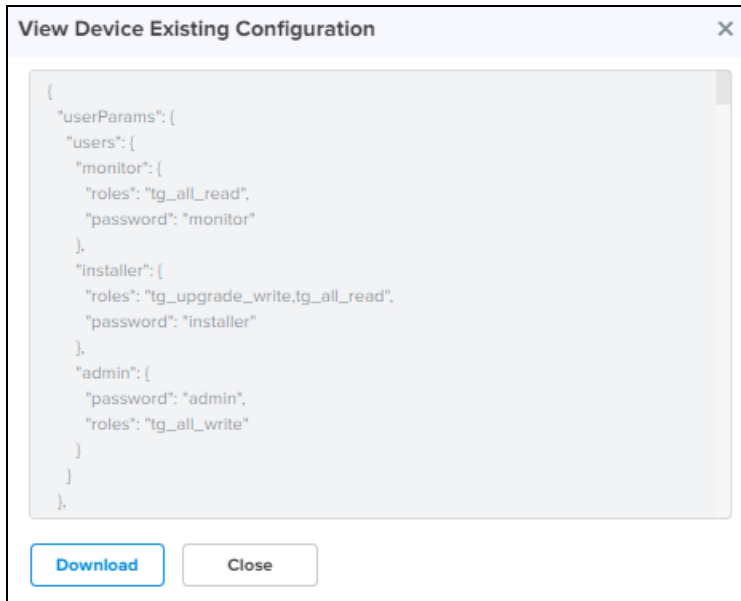 View Device Existing Configuration
{
"userParams": {
"users": {
"monitor": {
"roles": "tg_all_read",
"password": "monitor"
},
"installer": {
"roles": "tg_upgrade_write,tg_all_read",
"password": "installer"
},
"admin": {
"password": "admin",
"roles": "tg_all_write"
}
}
},
Download Close